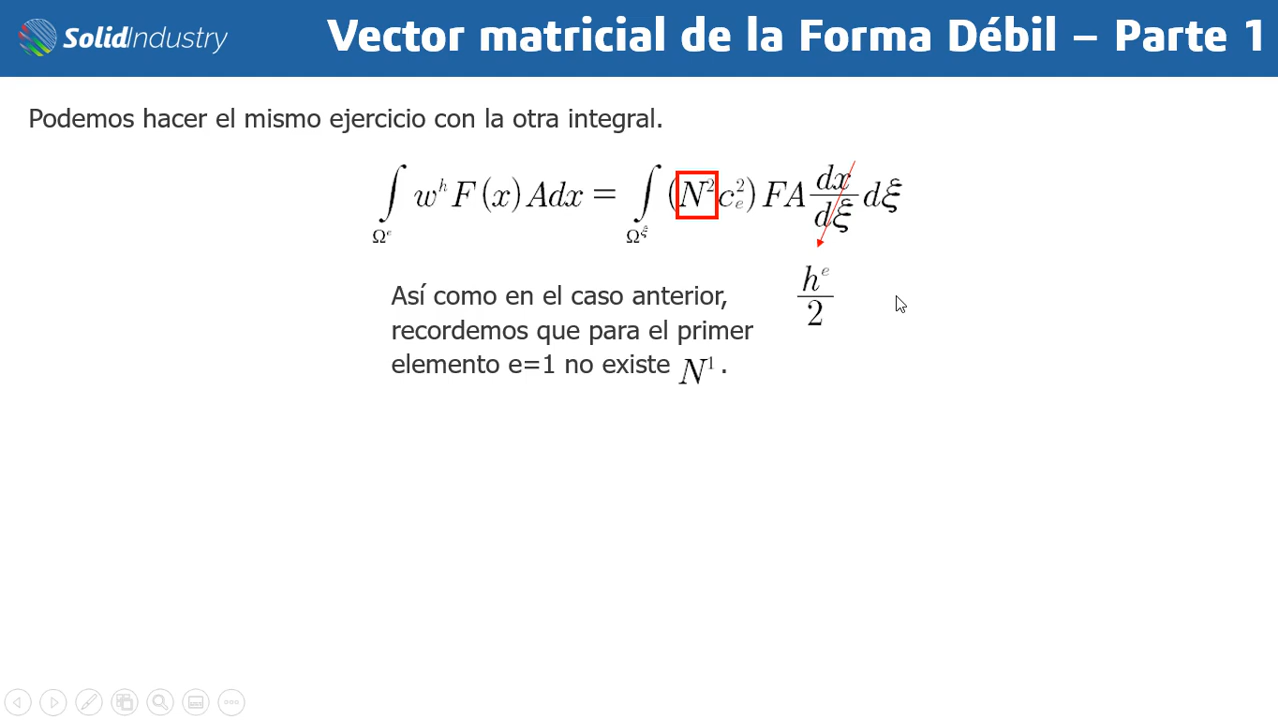 SolidIndustry
Vector matricial de la Forma Débil – Parte 1
Podemos hacer el mismo ejercicio con la otra integral.
∫_{Ω^e} w^h F(x) A dx = ∫_{Ω^ξ} (N^2 c_e^2) F A dx/dξ dξ
h^e/2
Así como en el caso anterior,
recordemos que para el primer
elemento e=1 no existe N^1 .